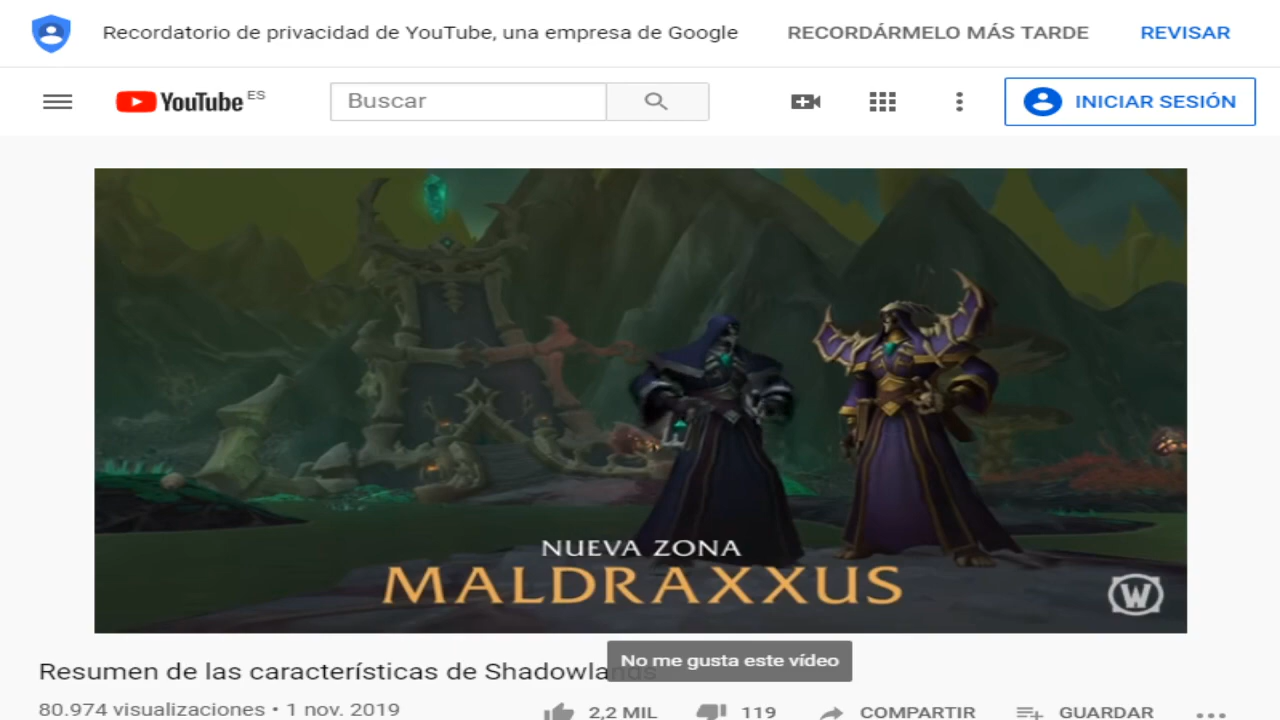 Recordatorio de privacidad de YouTube, una empresa de Google RECORDÁRMELO MÁS TARDE REVISAR
YouTube ES Buscar INICIAR SESIÓN
NUEVA ZONA
MALDRAXXUS
W
No me gusta este vídeo
Resumen de las características de Shadowlands
80.974 visualizaciones • 1 nov. 2019 2,2 MIL 119 COMPARTIR GUARDAR